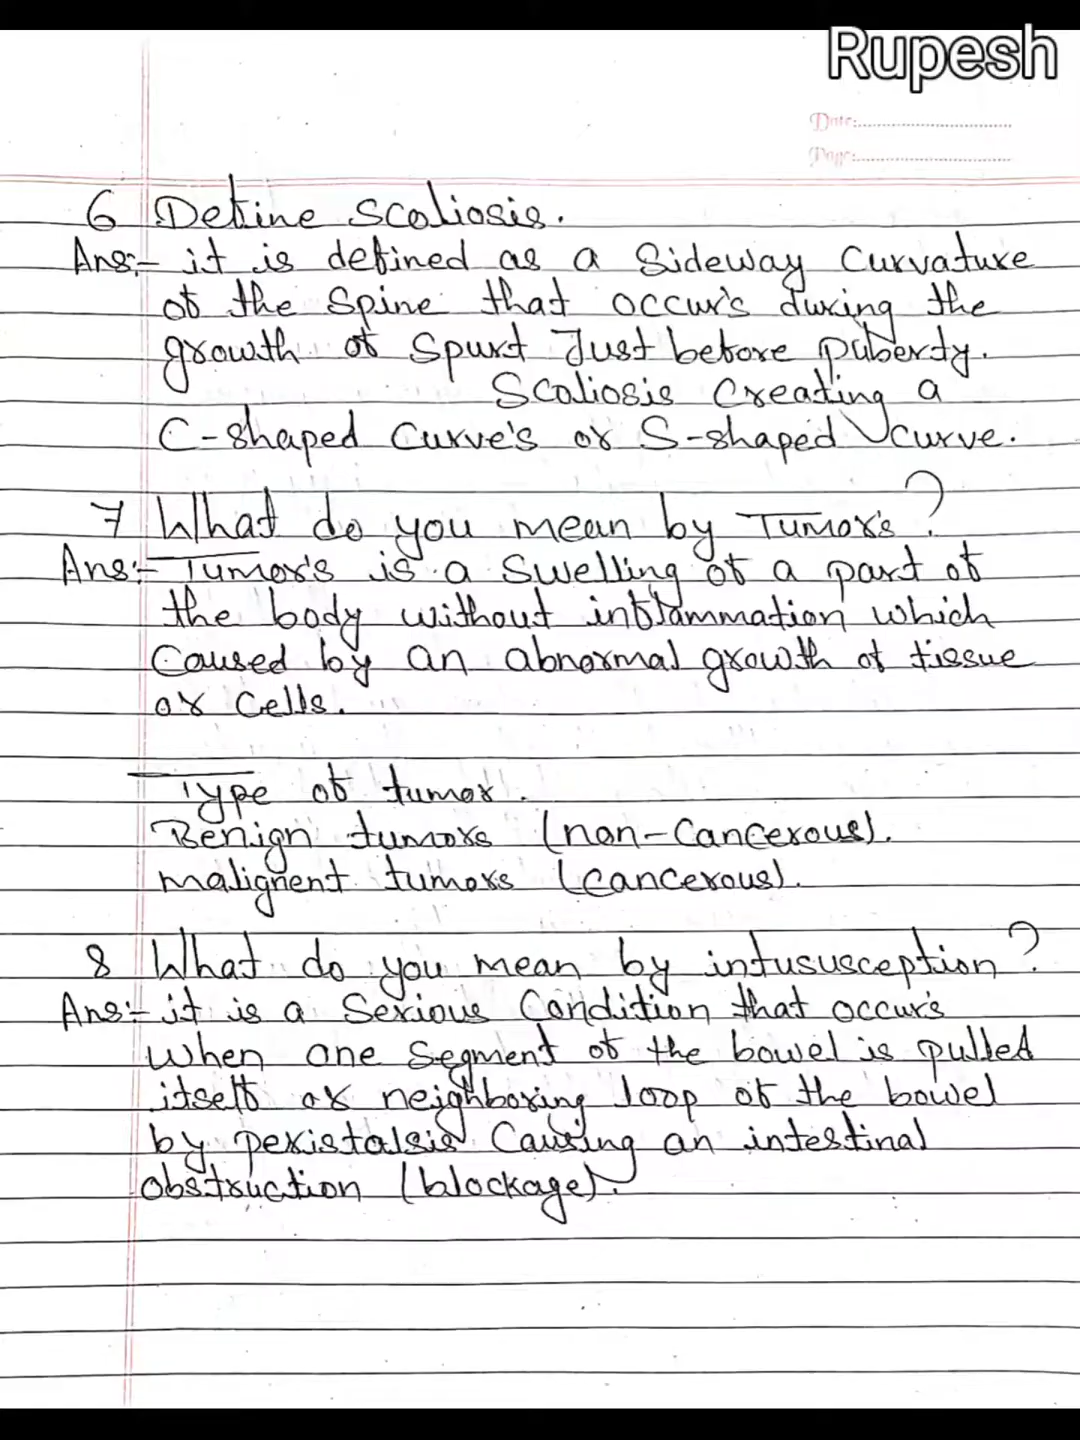 Rupesh
Date:
Page:
6 Define Scoliosis.
Ans:- it is defined as a Sideway Curvature
of the Spine that occur's during the
growth of Spurt Just before puberty.
Scoliosis Creating a
C-shaped Curve's or S-shaped curve.
7 What do you mean by Tumor's?
Ans:- Tumor's is a Swelling of a part of
the body without inflammation which
Caused by an abnormal growth of tissue
or Cells.
Type of tumor.
Benign tumors (non-Cancerous).
malignent tumors (Cancerous).
8 What do you mean by intususception?
Ans:- it is a Serious Condition that occur's
When one Segment of the bowel is pulled
itself or neighboring loop of the bowel
by peristalsis Causing an intestinal
obstruction (blockage).